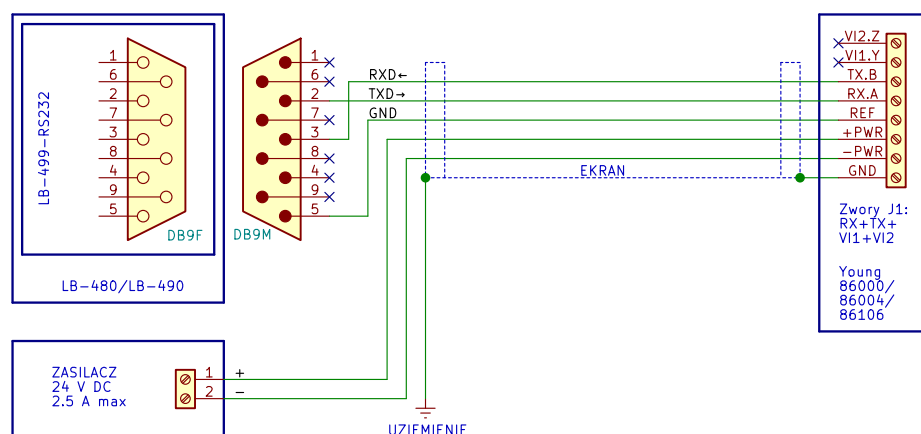 LB-499-RS232
1
6
2
7
3
8
4
9
5
DB9F
LB-480/LB-490
1
6
2
7
3
8
4
9
5
DB9M
RXD←
TXD→
GND
EKRAN
VI2.Z
VI1.Y
TX.B
RX.A
REF
+PWR
-PWR
GND
Zwory J1:
RX+TX+
VI1+VI2
Young
86000/
86004/
86106
ZASILACZ
24 V DC
2.5 A max
1 +
2 -
UZIEMIENIE